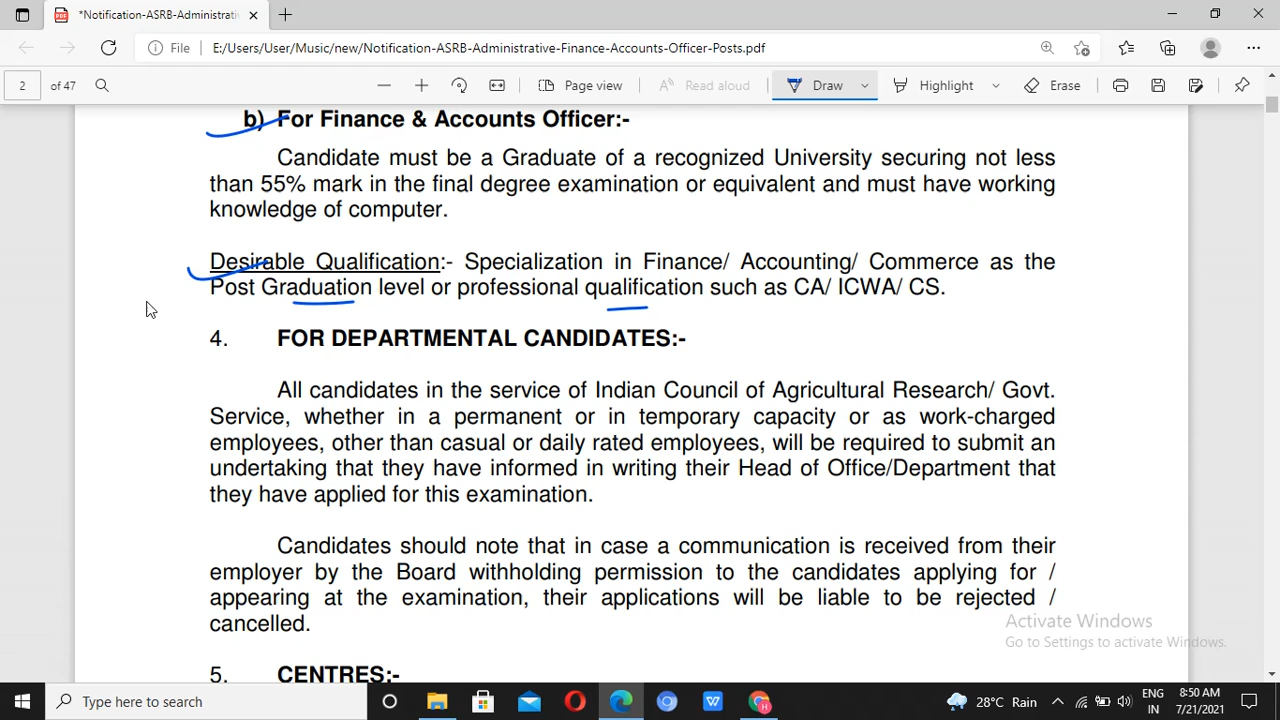 *Notification-ASRB-Administrativ
File
E:/Users/User/Music/new/Notification-ASRB-Administrative-Finance-Accounts-Officer-Posts.pdf
2 of 47
Page view
Read aloud
Draw
Highlight
Erase
b) For Finance & Accounts Officer:-
Candidate must be a Graduate of a recognized University securing not less
than 55% mark in the final degree examination or equivalent and must have working
knowledge of computer.
Desirable Qualification:- Specialization in Finance/ Accounting/ Commerce as the
Post Graduation level or professional qualification such as CA/ ICWA/ CS.
4. FOR DEPARTMENTAL CANDIDATES:-
All candidates in the service of Indian Council of Agricultural Research/ Govt.
Service, whether in a permanent or in temporary capacity or as work-charged
employees, other than casual or daily rated employees, will be required to submit an
undertaking that they have informed in writing their Head of Office/Department that
they have applied for this examination.
Candidates should note that in case a communication is received from their
employer by the Board withholding permission to the candidates applying for /
appearing at the examination, their applications will be liable to be rejected /
cancelled.
5. CENTRES:-
Activate Windows
Go to Settings to activate Windows.
Type here to search
28°C Rain
ENG
IN
8:50 AM
7/21/2021